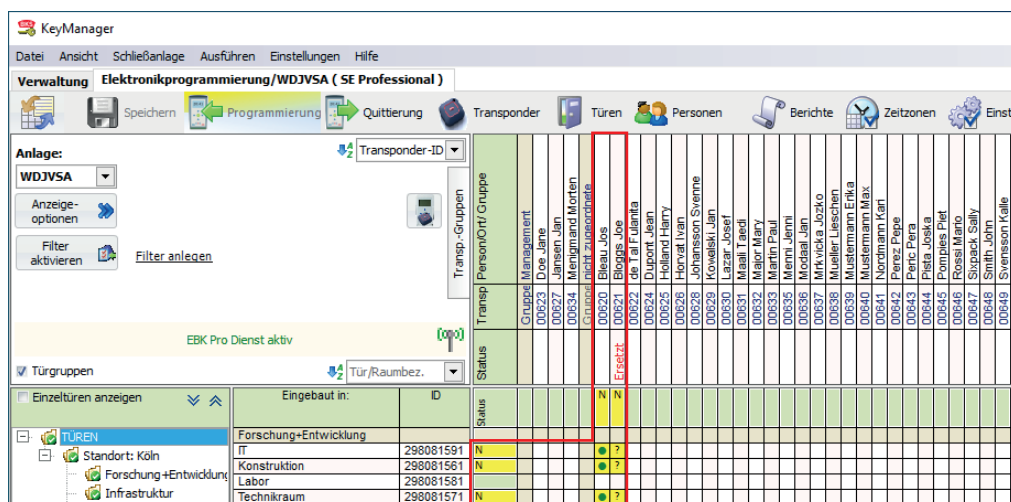 BKS KeyManager
Datei Ansicht Schließanlage Ausführen Einstellungen Hilfe
Verwaltung Elektronikprogrammierung/WDJVSA ( SE Professional )
Speichern Programmierung Quittierung Transponder Türen Personen Berichte Zeitzonen Einst
Anlage:
Transponder-ID
WDJVSA
Anzeige-
optionen
Filter
aktivieren
Filter anlegen
Transp.-Gruppen
EBK Pro Dienst aktiv
Türgruppen
Tür/Raumbez.
Person/Ort/Gruppe
Transp
Status
Gruppe Management
00623 Doe Jane
00627 Jansen Jan
00634 Menigmand Morten
Gruppe nicht zugeordnete
00620 Bleau Jos
00621 Bloggs Joe
Ersetzt
00622 de Tal Fulanita
00624 Dupont Jean
00625 Holland Harry
00626 Horvat Ivan
00628 Johansson Svenne
00629 Kowalski Jan
00630 Lazar Josef
00631 Maali Taedi
00632 Major Mary
00633 Martin Paul
00635 Menni Jenni
00636 Modaal Jan
00637 Mrkvicka Jozko
00638 Mueller Lieschen
00639 Mustermann Erika
00640 Mustermann Max
00641 Nordmann Kari
00642 Perez Pepe
00643 Peric Pera
00644 Pista Joska
00645 Pompies Piet
00646 Rossi Mario
00647 Sixpack Sally
00648 Smith John
00649 Svensson Kalle
Einzeltüren anzeigen
Eingebaut in: ID Status N N
TÜREN
Standort: Köln
Forschung+Entwicklung
Infrastruktur
Forschung+Entwicklung
IT 298081591 N ?
Konstruktion 298081561 N ?
Labor 298081581
Technikraum 298081571 N ?